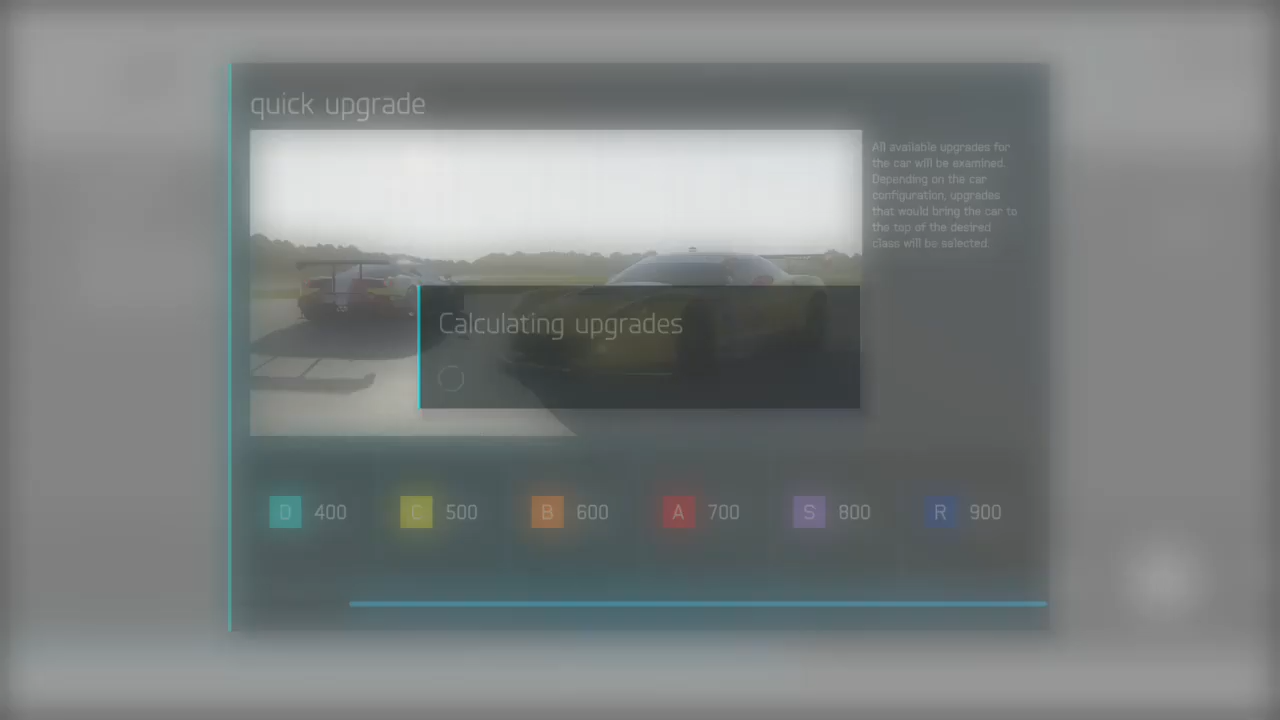 quick upgrade
All available upgrades for
the car will be examined.
Depending on the car
configuration, upgrades
that would bring the car to
the top of the desired
class will be selected.
Calculating upgrades
D 400 C 500 B 600 A 700 S 800 R 900